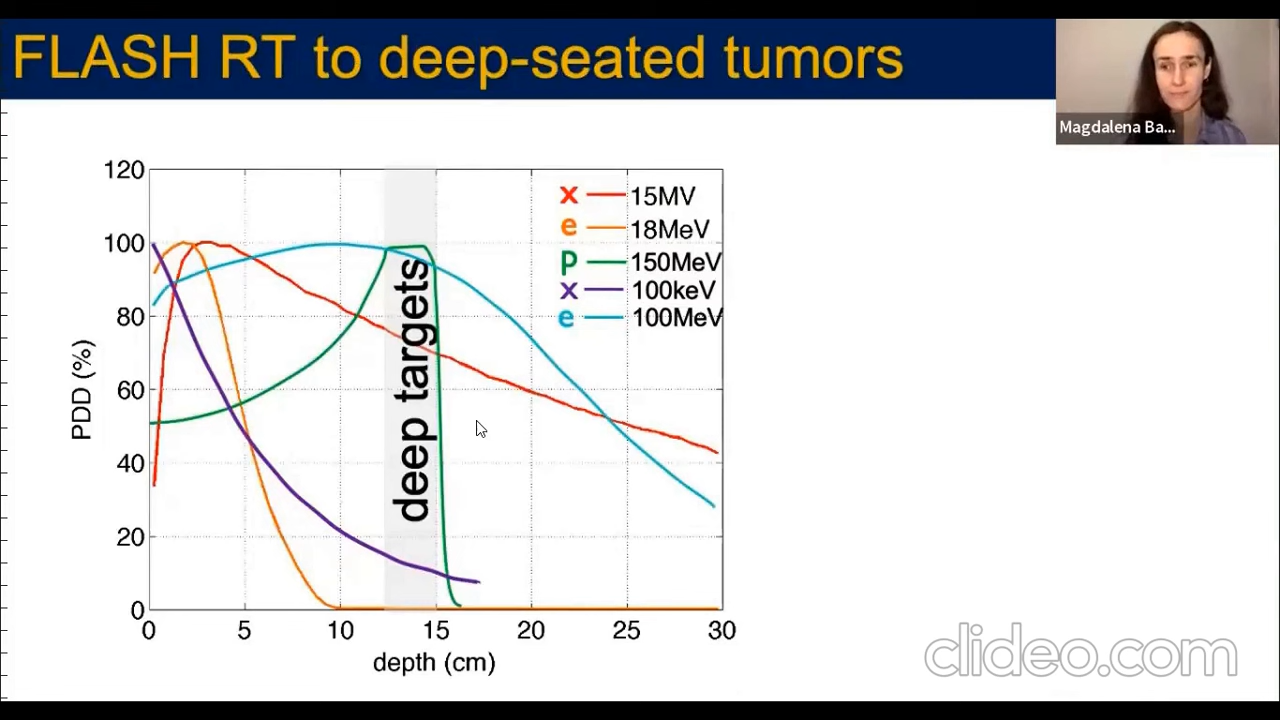 FLASH RT to deep-seated tumors
Magdalena Ba...
120
100
80
60
40
20
0
PDD (%)
x 15MV
e 18MeV
p 150MeV
x 100keV
e 100MeV
deep targets
0 5 10 15 20 25 30
depth (cm)
clideo.com